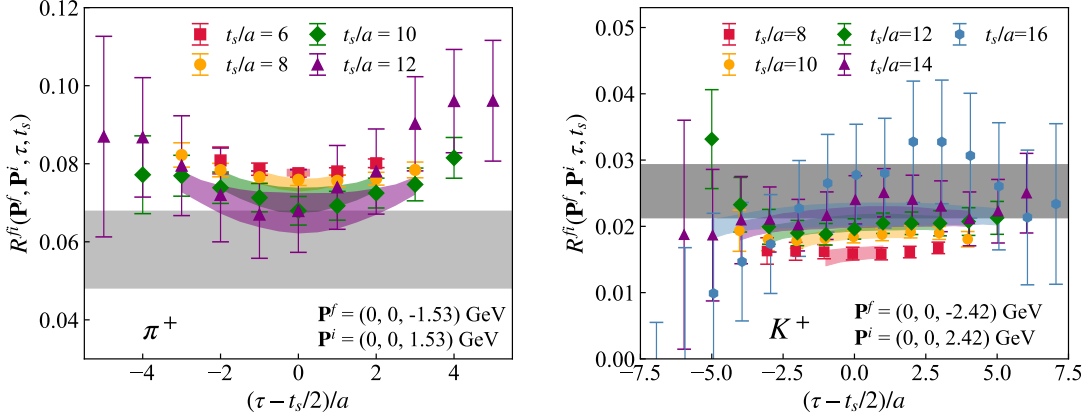 0.12
0.10
0.08
0.06
0.04
R^{fi}(P^f, P^i, τ, t_s)
t_s/a = 6
t_s/a = 8
t_s/a = 10
t_s/a = 12
π^+
P^f = (0, 0, -1.53) GeV
P^i = (0, 0, 1.53) GeV
−4 −2 0 2 4
(τ − t_s/2)/a
0.05
0.04
0.03
0.02
0.01
0.00
R^{fi}(P^f, P^i, τ, t_s)
t_s/a=8
t_s/a=10
t_s/a=12
t_s/a=14
t_s/a=16
K^+
P^f = (0, 0, -2.42) GeV
P^i = (0, 0, 2.42) GeV
−7.5 −5.0 −2.5 0.0 2.5 5.0 7.5
(τ − t_s/2)/a